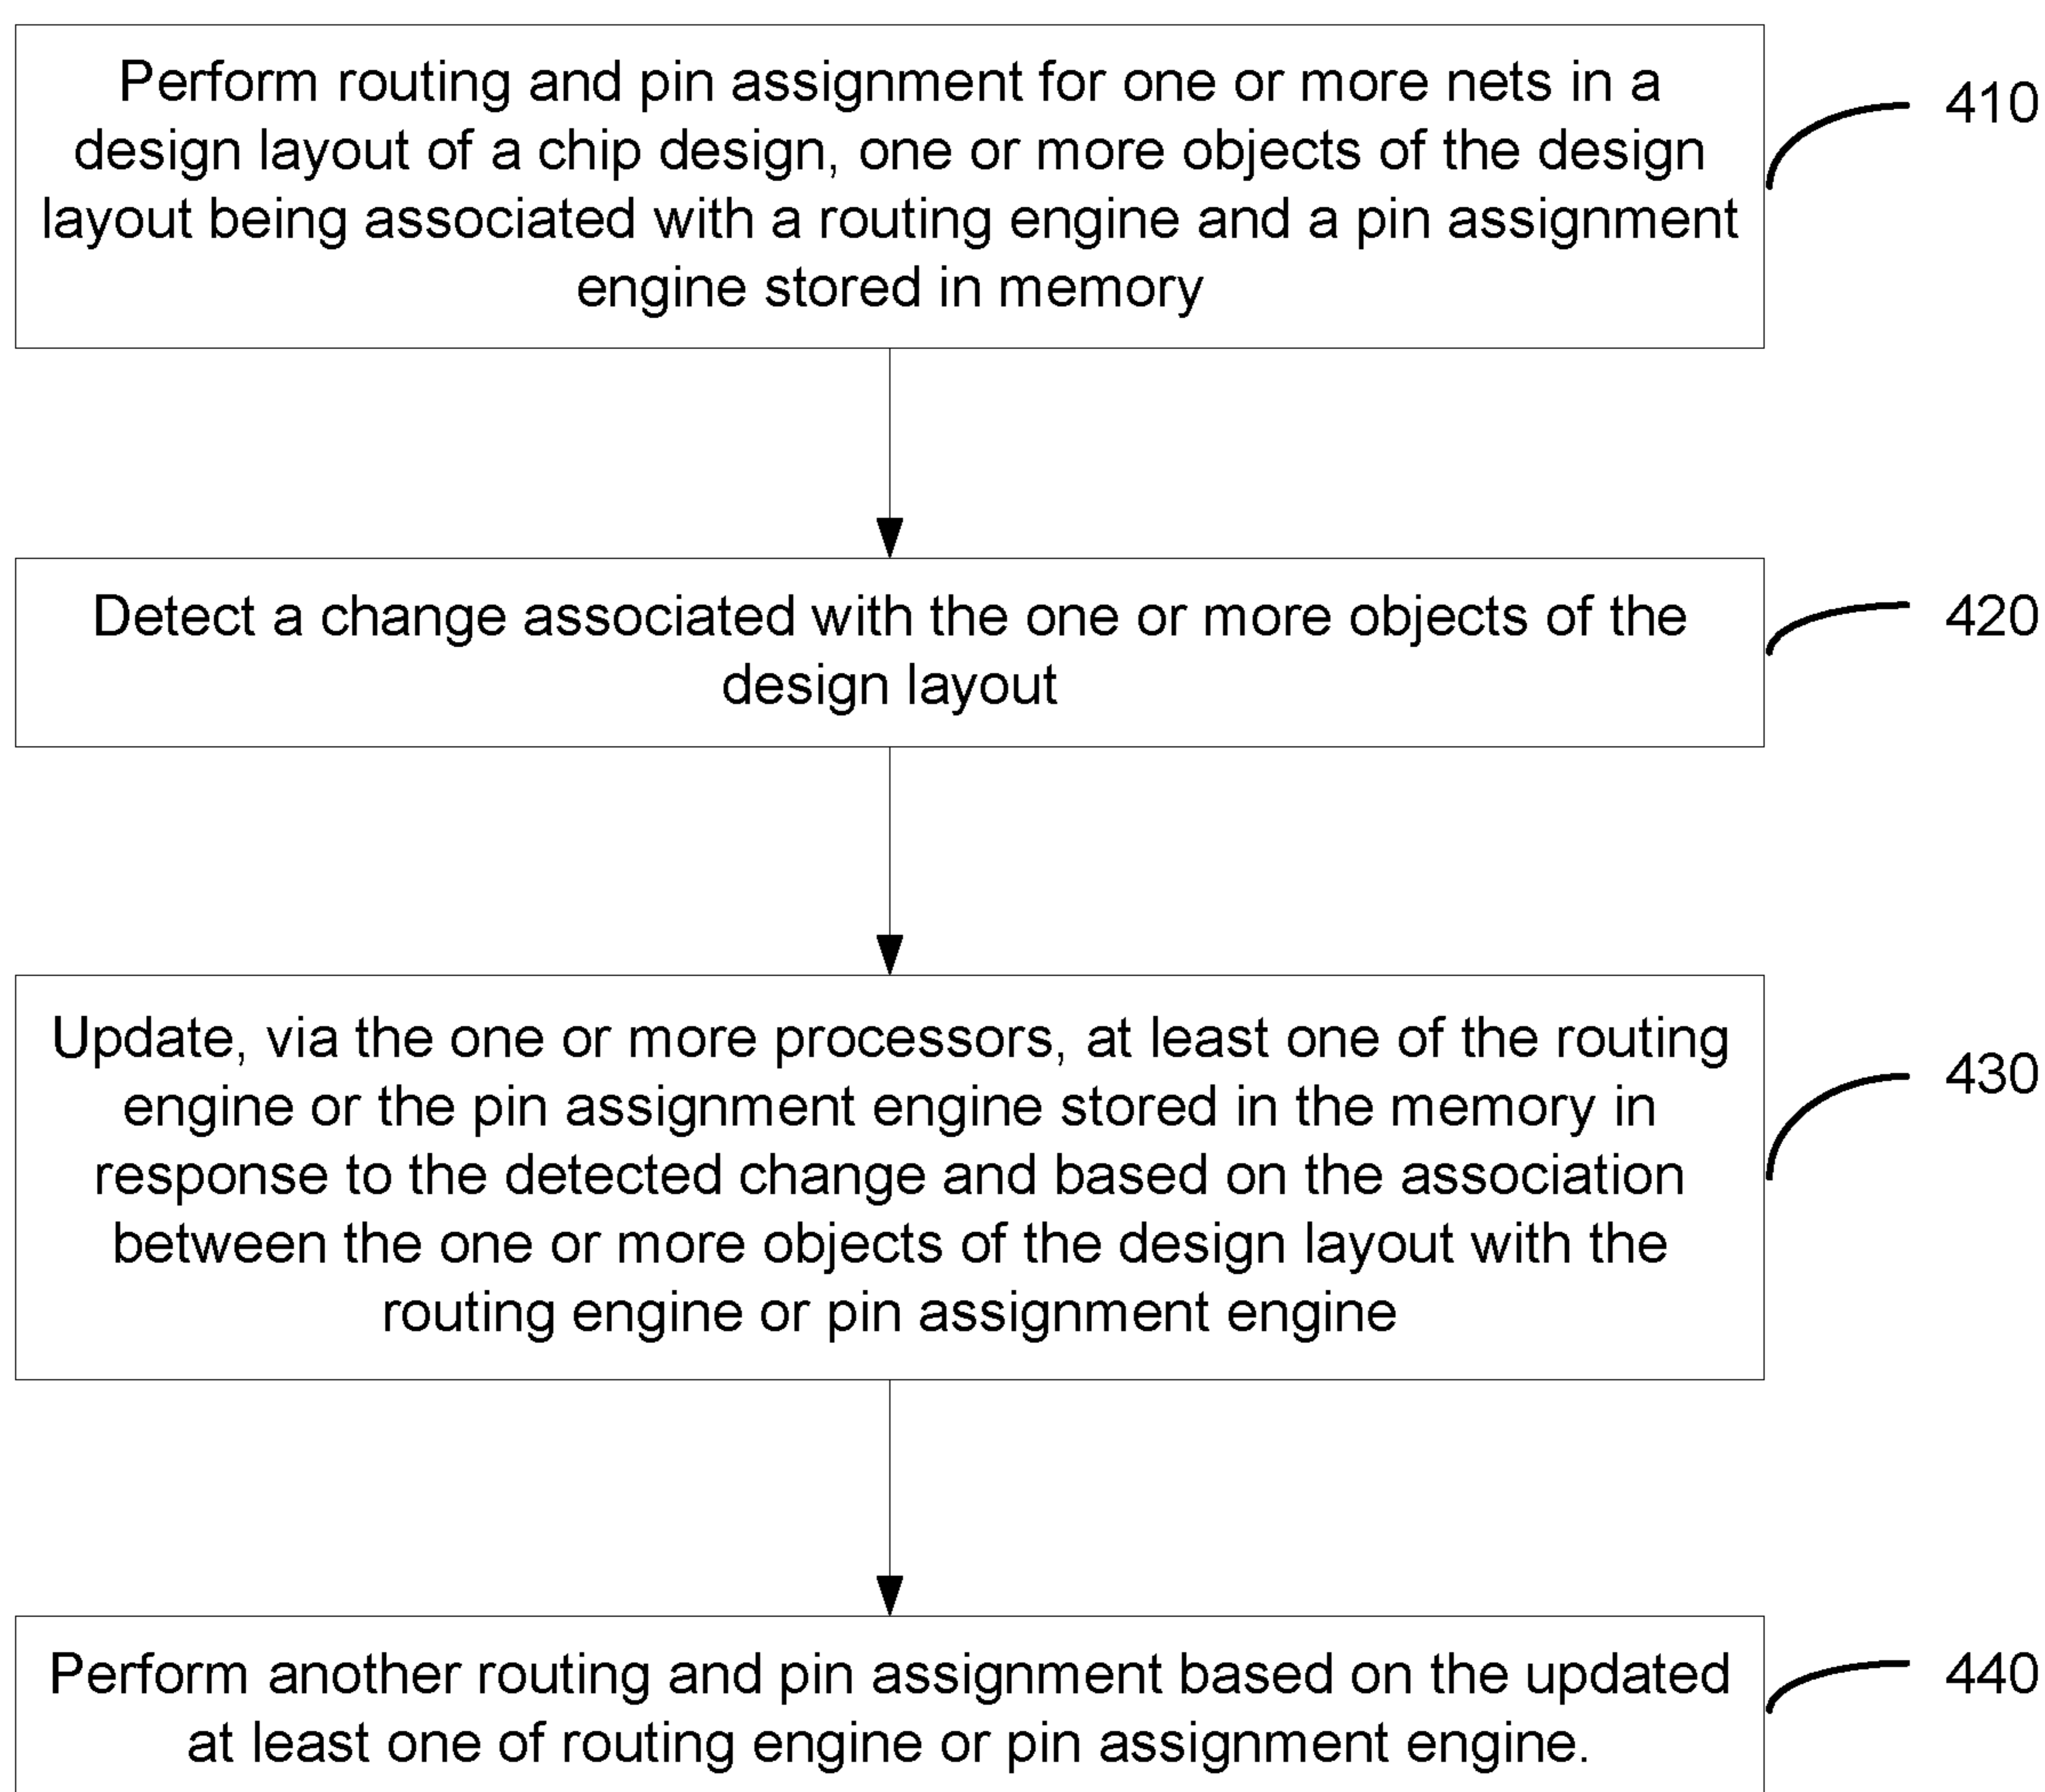 Perform routing and pin assignment for one or more nets in a
design layout of a chip design, one or more objects of the design
layout being associated with a routing engine and a pin assignment
engine stored in memory
410
Detect a change associated with the one or more objects of the
design layout
420
Update, via the one or more processors, at least one of the routing
engine or the pin assignment engine stored in the memory in
response to the detected change and based on the association
between the one or more objects of the design layout with the
routing engine or pin assignment engine
430
Perform another routing and pin assignment based on the updated
at least one of routing engine or pin assignment engine.
440